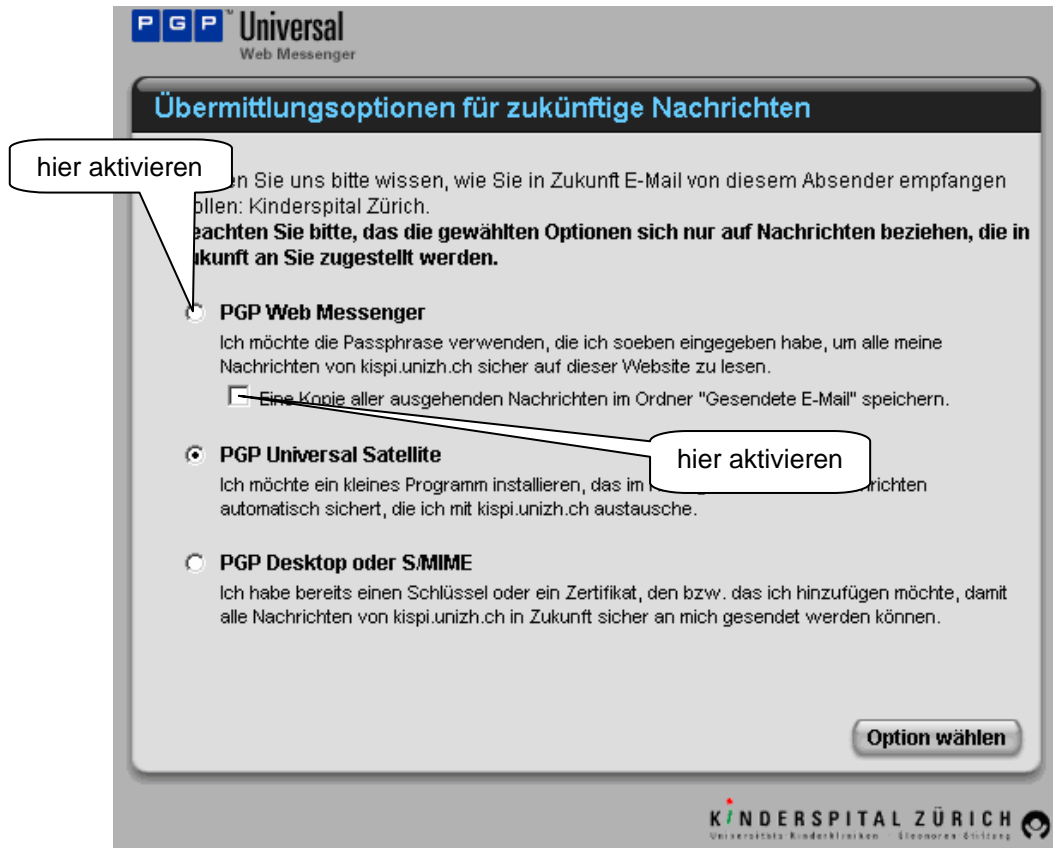 PGP™ Universal
Web Messenger
Übermittlungsoptionen für zukünftige Nachrichten
hier aktivieren
en Sie uns bitte wissen, wie Sie in Zukunft E-Mail von diesem Absender empfangen
ollen: Kinderspital Zürich.
eachten Sie bitte, das die gewählten Optionen sich nur auf Nachrichten beziehen, die in
ukunft an Sie zugestellt werden.
PGP Web Messenger
Ich möchte die Passphrase verwenden, die ich soeben eingegeben habe, um alle meine
Nachrichten von kispi.unizh.ch sicher auf dieser Website zu lesen.
Eine Kopie aller ausgehenden Nachrichten im Ordner "Gesendete E-Mail" speichern.
hier aktivieren
PGP Universal Satellite
Ich möchte ein kleines Programm installieren, das im richten
automatisch sichert, die ich mit kispi.unizh.ch austausche.
PGP Desktop oder S/MIME
Ich habe bereits einen Schlüssel oder ein Zertifikat, den bzw. das ich hinzufügen möchte, damit
alle Nachrichten von kispi.unizh.ch in Zukunft sicher an mich gesendet werden können.
Option wählen
KINDERSPITAL ZÜRICH
Universitäts-Kinderkliniken Eleonoren Stiftung